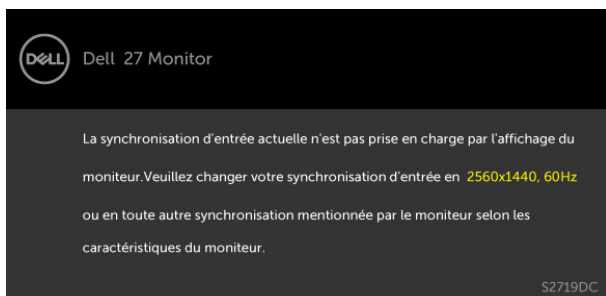 DELL
Dell 27 Monitor
La synchronisation d'entrée actuelle n'est pas prise en charge par l'affichage du
moniteur.Veuillez changer votre synchronisation d'entrée en 2560x1440, 60Hz
ou en toute autre synchronisation mentionnée par le moniteur selon les
caractéristiques du moniteur.
S2719DC